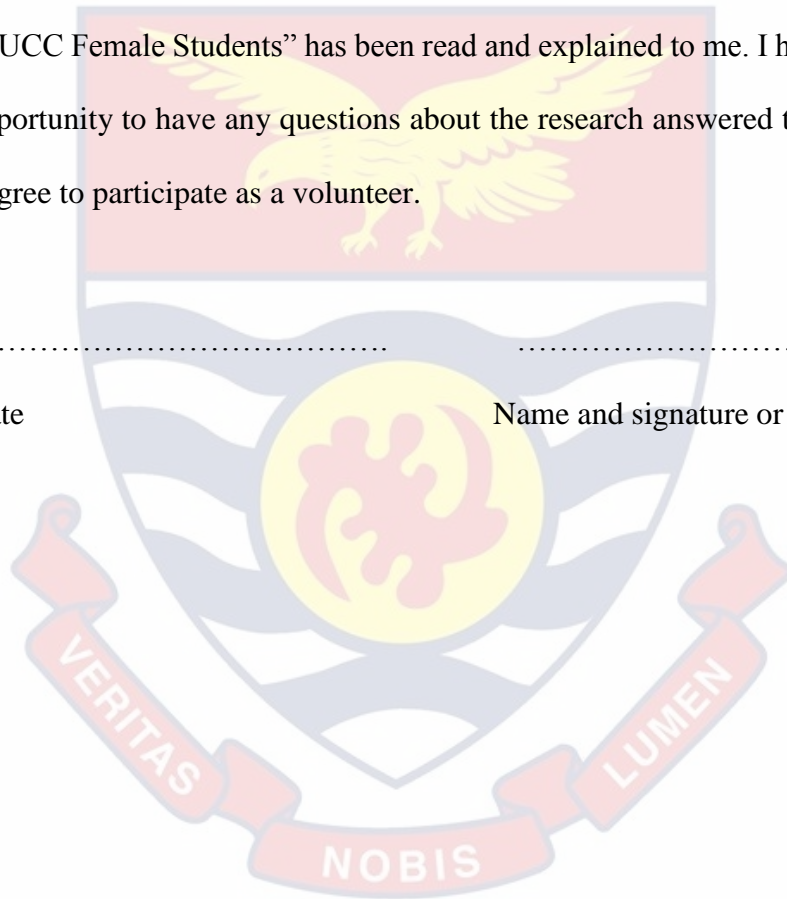 UCC Female Students” has been read and explained to me. I h
portunity to have any questions about the research answered t
gree to participate as a volunteer.
………………………………….		………………………
te		Name and signature or
VERITAS
NOBIS
LUMEN